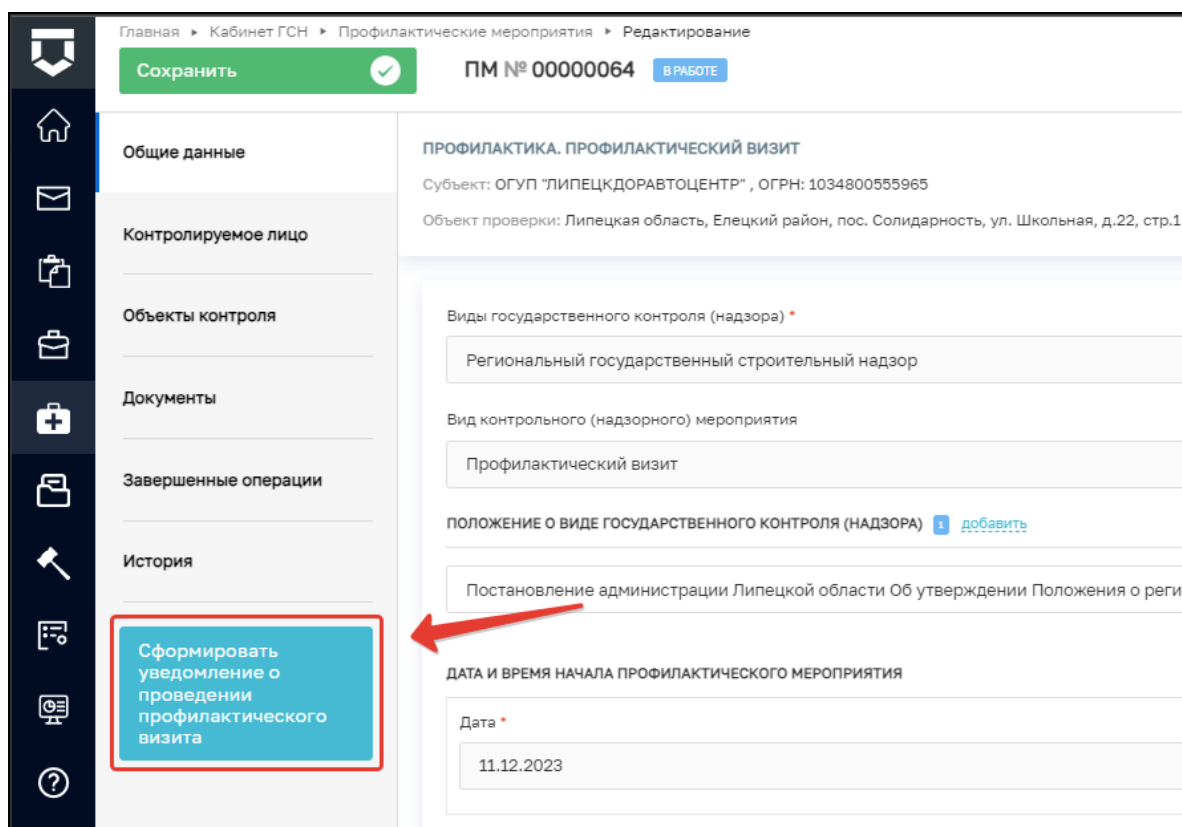 Главная ▸ Кабинет ГСН ▸ Профилактические мероприятия ▸ Редактирование
Сохранить
ПМ № 00000064 В РАБОТЕ
Общие данные
Контролируемое лицо
Объекты контроля
Документы
Завершенные операции
История
Сформировать
уведомление о
проведении
профилактического
визита
ПРОФИЛАКТИКА. ПРОФИЛАКТИЧЕСКИЙ ВИЗИТ
Субъект: ОГУП "ЛИПЕЦКДОРАВТОЦЕНТР" , ОГРН: 1034800555965
Объект проверки: Липецкая область, Елецкий район, пос. Солидарность, ул. Школьная, д.22, стр.1
Виды государственного контроля (надзора) *
Региональный государственный строительный надзор
Вид контрольного (надзорного) мероприятия
Профилактический визит
ПОЛОЖЕНИЕ О ВИДЕ ГОСУДАРСТВЕННОГО КОНТРОЛЯ (НАДЗОРА) 1 добавить
Постановление администрации Липецкой области Об утверждении Положения о реги
ДАТА И ВРЕМЯ НАЧАЛА ПРОФИЛАКТИЧЕСКОГО МЕРОПРИЯТИЯ
Дата *
11.12.2023